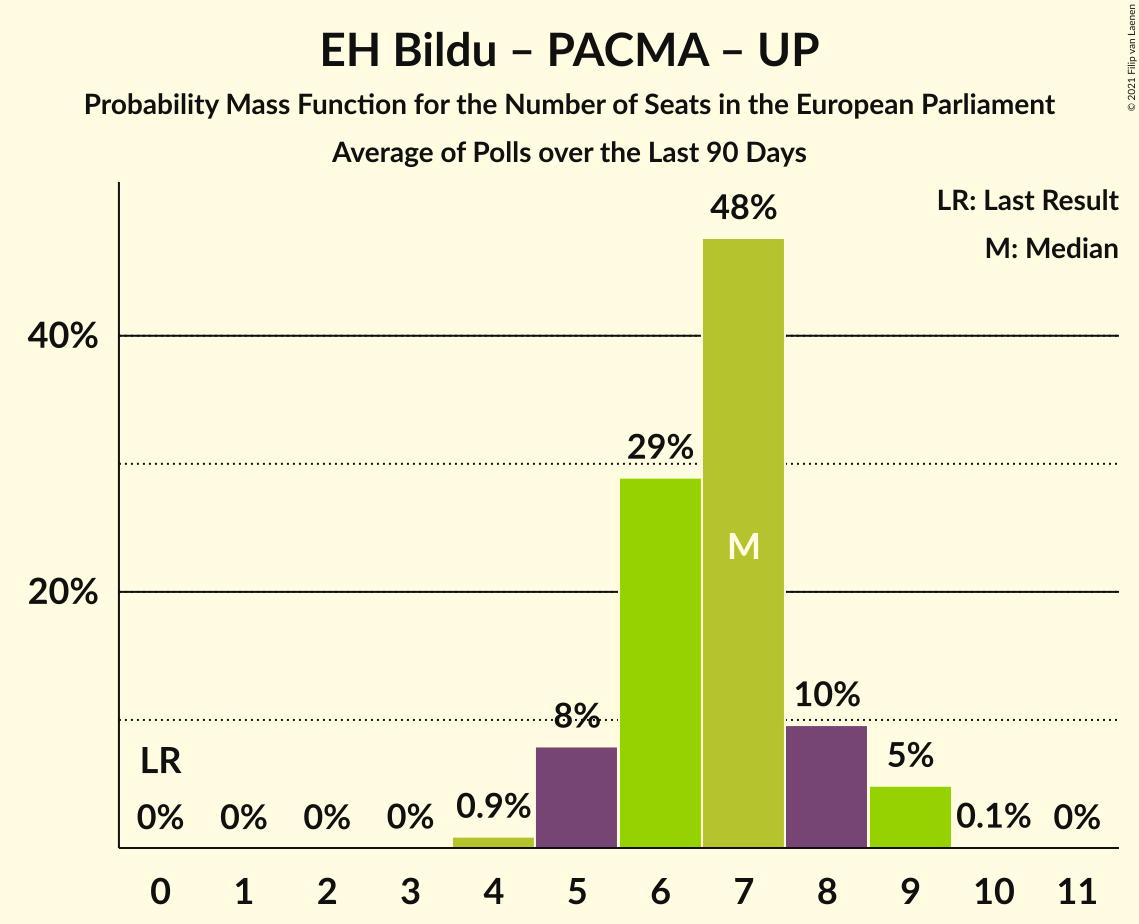 EH Bildu – PACMA – UP
Probability Mass Function for the Number of Seats in the European Parliament
Average of Polls over the Last 90 Days
© 2021 Filip van Laenen
LR: Last Result
M: Median
48%
40%
29%
M
20%
10%
8%
5%
LR
0% 0% 0% 0% 0.9% 0.1% 0%
0 1 2 3 4 5 6 7 8 9 10 11